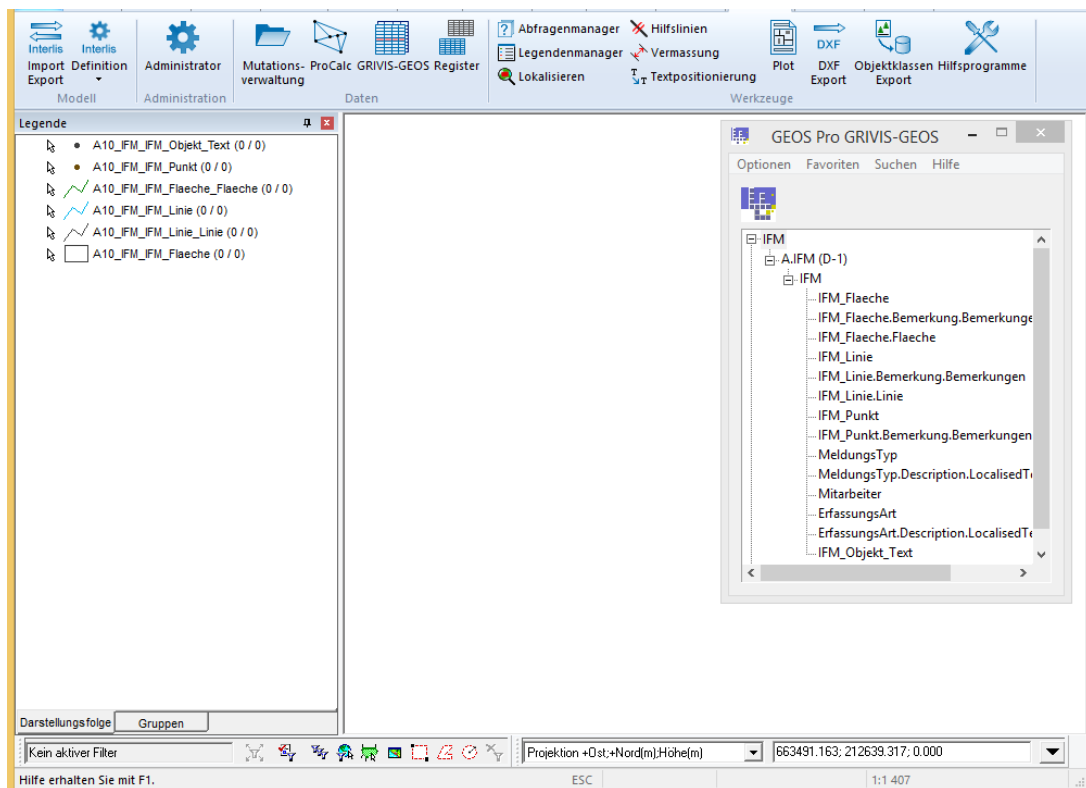 Interlis Interlis
Import Definition
Export
Administrator
Mutations-
verwaltung
ProCalc
GRIVIS-GEOS
Register
Abfragenmanager
Legendenmanager
Lokalisieren
Hilfslinien
Vermassung
Textpositionierung
Plot
DXF
DXF
Export
Objektklassen
Export
Hilfsprogramme
Modell
Administration
Daten
Werkzeuge
Legende
A10_IFM_IFM_Objekt_Text (0 / 0)
A10_IFM_IFM_Punkt (0 / 0)
A10_IFM_IFM_Flaeche_Flaeche (0 / 0)
A10_IFM_IFM_Linie (0 / 0)
A10_IFM_IFM_Linie_Linie (0 / 0)
A10_IFM_IFM_Flaeche (0 / 0)
GEOS Pro GRIVIS-GEOS
Optionen Favoriten Suchen Hilfe
IFM
A.IFM (D-1)
IFM
IFM_Flaeche
IFM_Flaeche.Bemerkung.Bemerkunge
IFM_Flaeche.Flaeche
IFM_Linie
IFM_Linie.Bemerkung.Bemerkungen
IFM_Linie.Linie
IFM_Punkt
IFM_Punkt.Bemerkung.Bemerkungen
MeldungsTyp
MeldungsTyp.Description.LocalisedT
Mitarbeiter
ErfassungsArt
ErfassungsArt.Description.LocalisedT
IFM_Objekt_Text
Darstellungsfolge Gruppen
Kein aktiver Filter
Projektion +Ost;+Nord(m);Höhe(m)
663491.163; 212639.317; 0.000
Hilfe erhalten Sie mit F1.
ESC
1:1 407